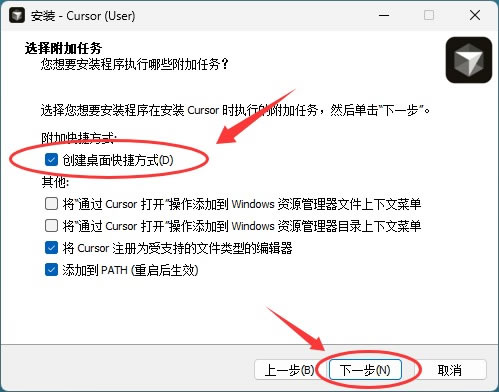 安装 - Cursor (User)
选择附加任务
您想要安装程序执行哪些附加任务？
选择您想要安装程序在安装 Cursor 时执行的附加任务，然后单击“下一步”。
附加快捷方式:
创建桌面快捷方式(D)
其他:
将“通过 Cursor 打开”操作添加到 Windows 资源管理器文件上下文菜单
将“通过 Cursor 打开”操作添加到 Windows 资源管理器目录上下文菜单
将 Cursor 注册为受支持的文件类型的编辑器
添加到 PATH (重启后生效)
上一步(B)
下一步(N)
取消